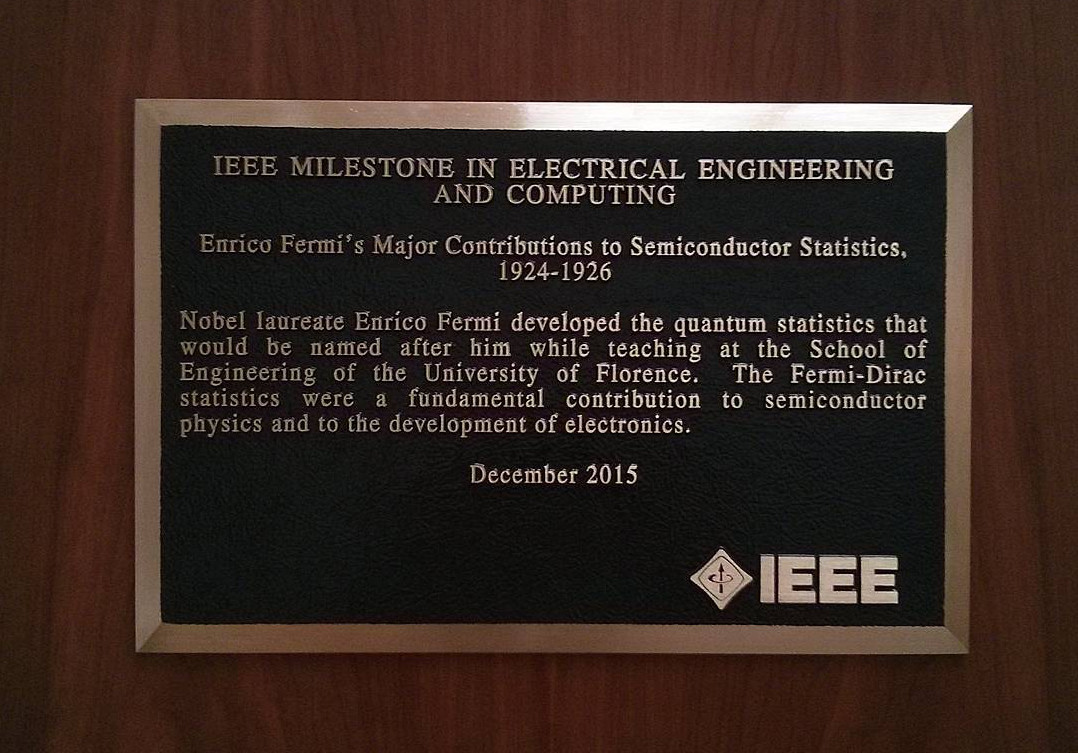 IEEE MILESTONE IN ELECTRICAL ENGINEERING
AND COMPUTING
Enrico Fermi's Major Contributions to Semiconductor Statistics,
1924-1926
Nobel laureate Enrico Fermi developed the quantum statistics that
would be named after him while teaching at the School of
Engineering of the University of Florence. The Fermi-Dirac
statistics were a fundamental contribution to semiconductor
physics and to the development of electronics.
December 2015
IEEE